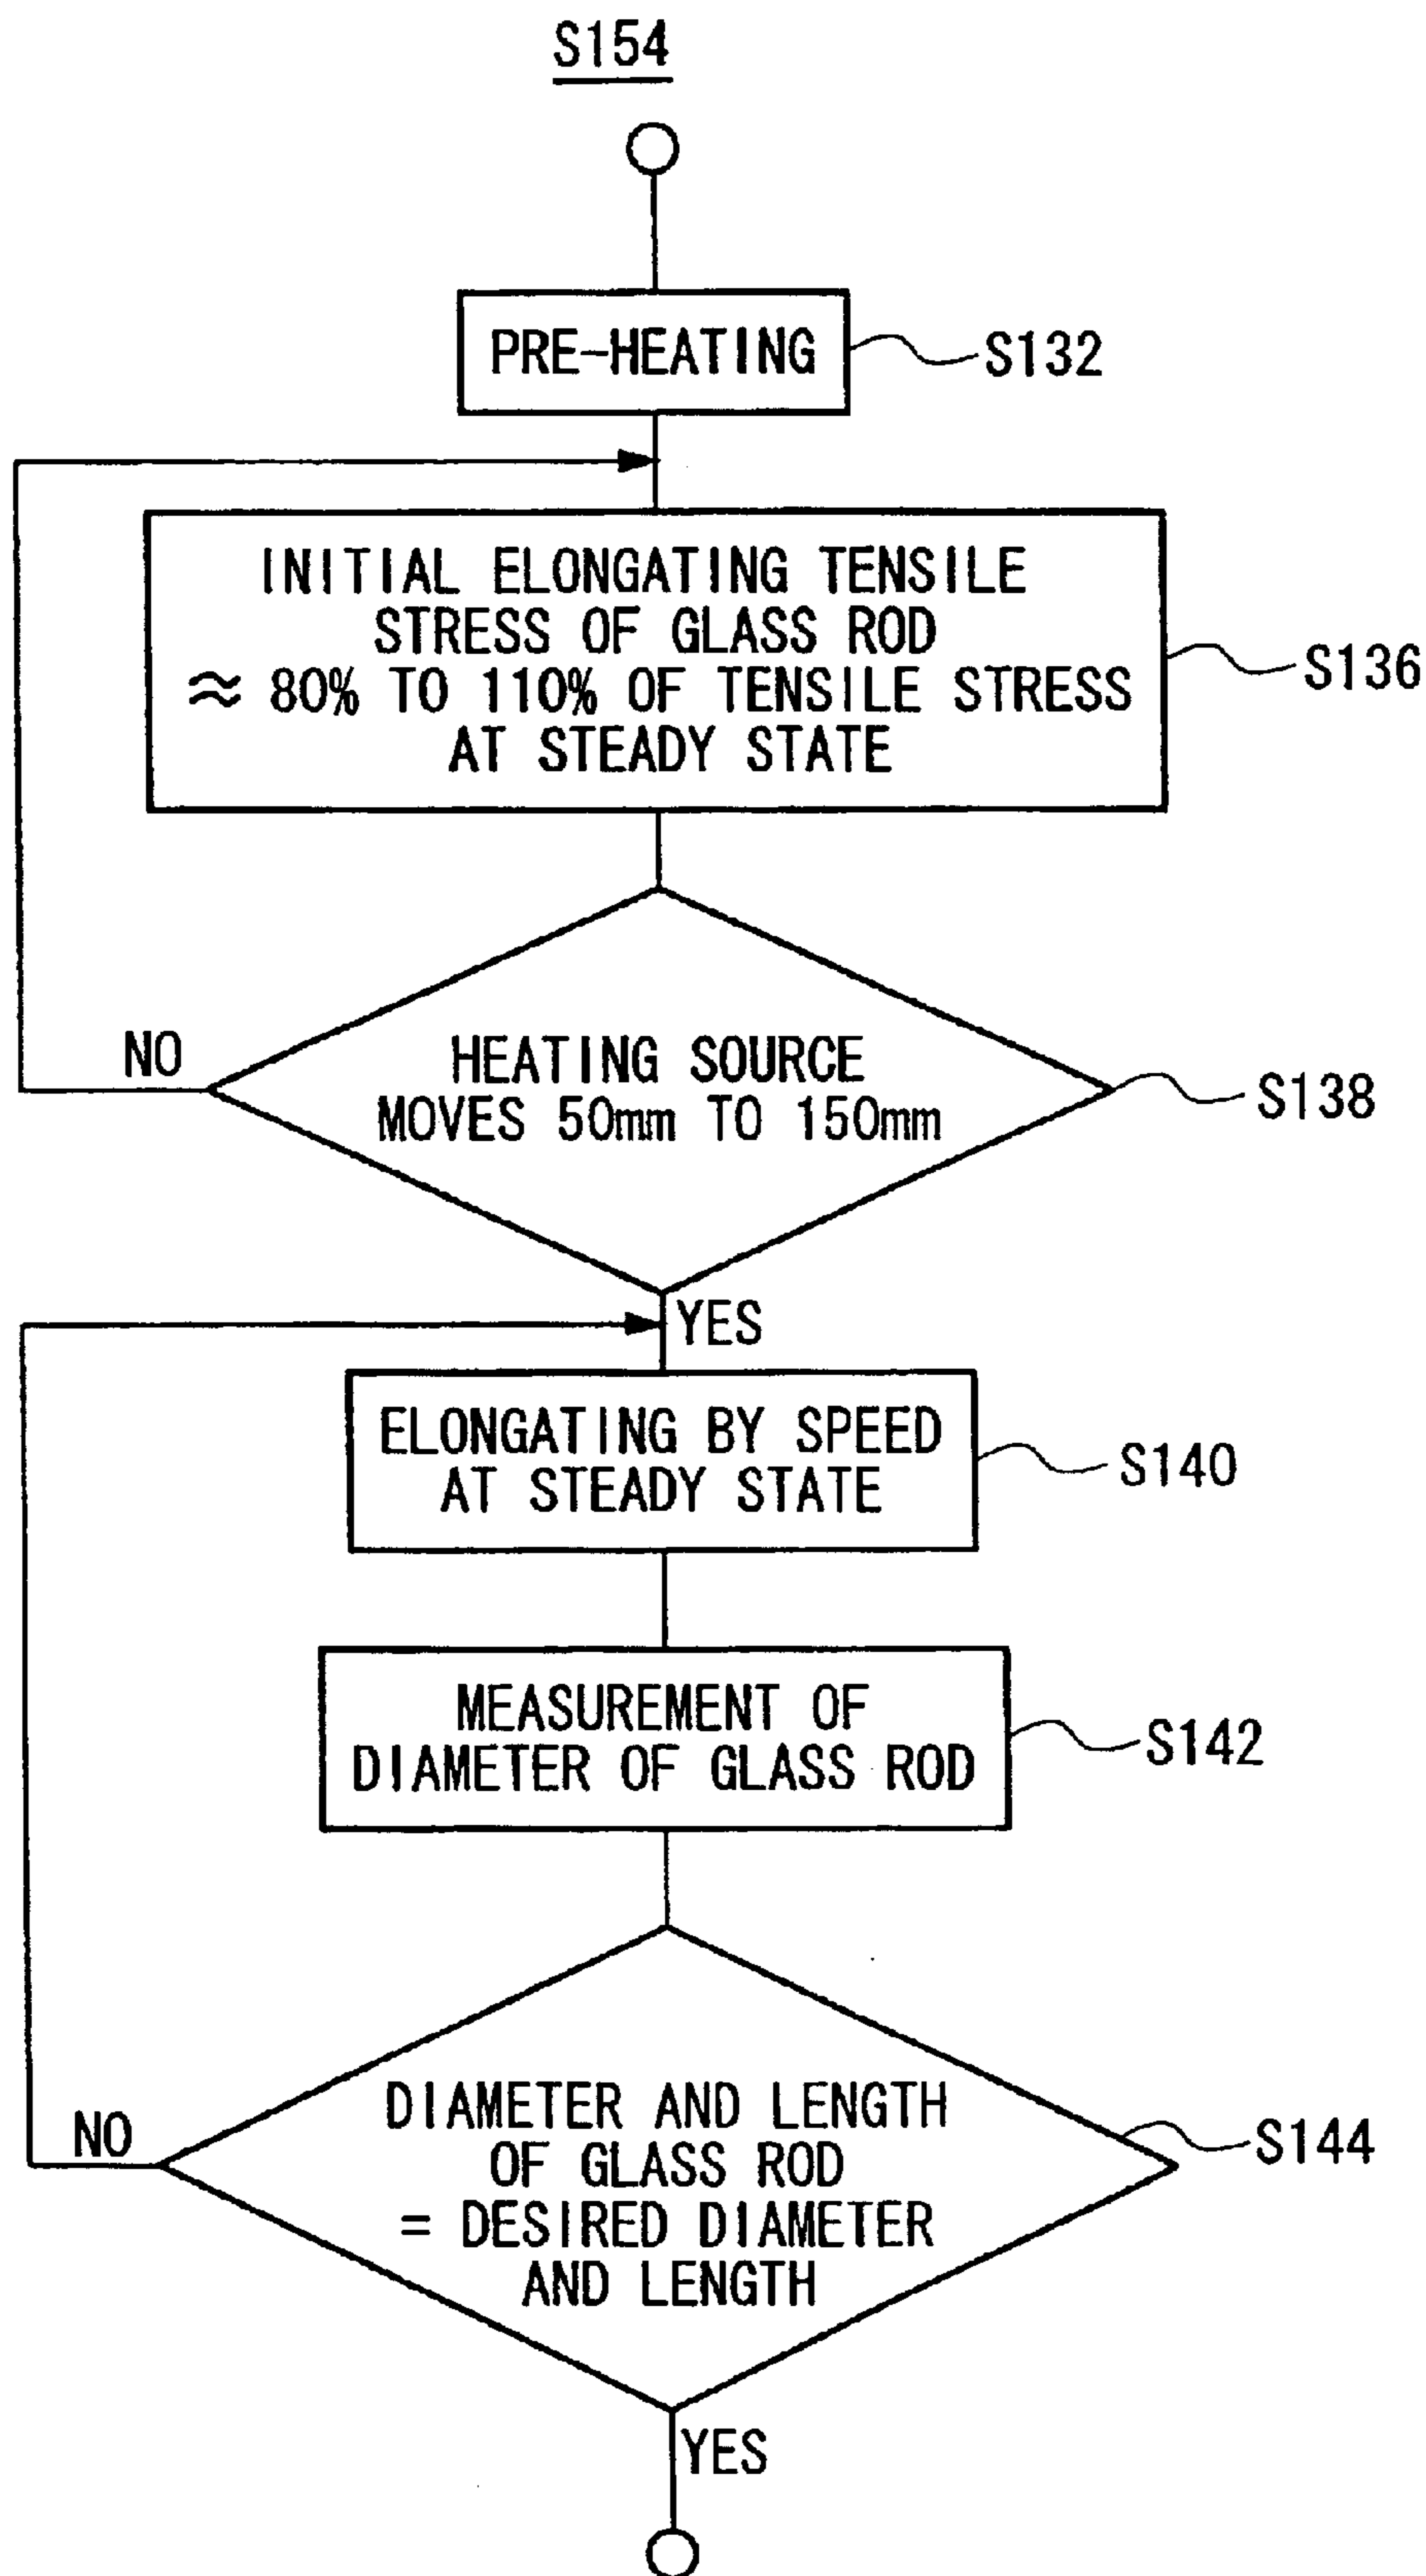 S154
PRE-HEATING
S132
INITIAL ELONGATING TENSILE
STRESS OF GLASS ROD
≈ 80% TO 110% OF TENSILE STRESS
AT STEADY STATE
S136
NO
HEATING SOURCE
MOVES 50mm TO 150mm
S138
YES
ELONGATING BY SPEED
AT STEADY STATE
S140
MEASUREMENT OF
DIAMETER OF GLASS ROD
S142
NO
DIAMETER AND LENGTH
OF GLASS ROD
= DESIRED DIAMETER
AND LENGTH
S144
YES